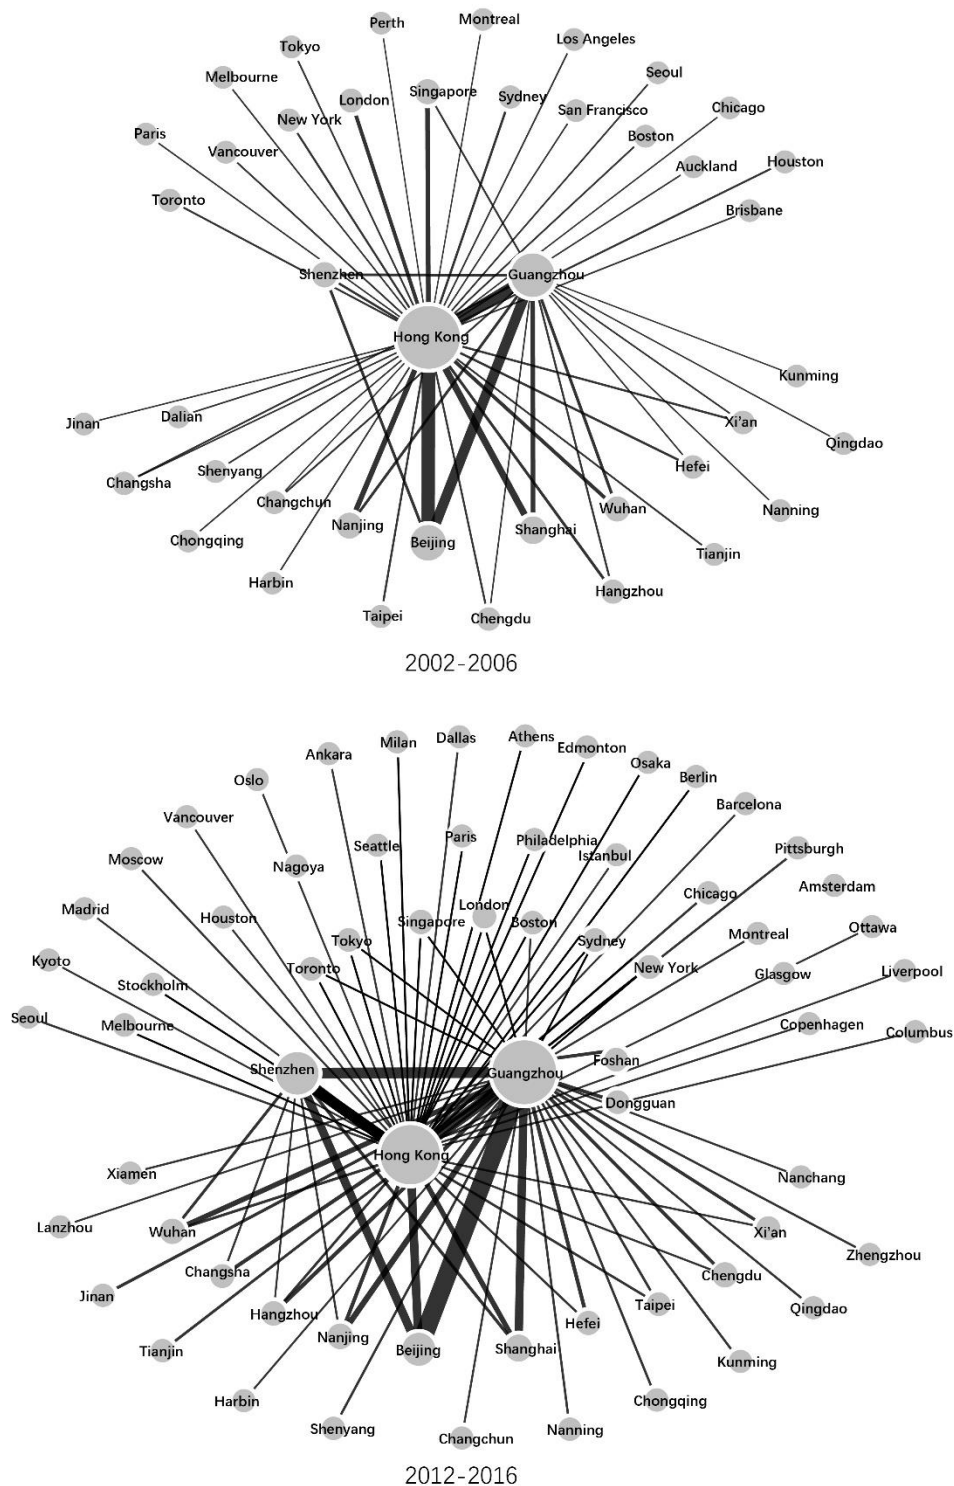 Perth
Montreal
Tokyo
Los Angeles
Melbourne
Seoul
London
Singapore
Sydney
San Francisco
Chicago
New York
Paris
Vancouver
Boston
Auckland
Houston
Toronto
Brisbane
Shenzhen
Guangzhou
Hong Kong
Kunming
Jinan
Dalian
Xi'an
Qingdao
Changsha
Shenyang
Hefei
Changchun
Nanjing
Wuhan
Nanning
Chongqing
Beijing
Shanghai
Tianjin
Harbin
Hangzhou
Taipei
Chengdu
2002-2006
Ankara
Milan
Dallas
Athens
Edmonton
Osaka
Berlin
Oslo
Barcelona
Vancouver
Seattle
Paris
Philadelphia
Istanbul
Pittsburgh
Moscow
Nagoya
Chicago
Amsterdam
Madrid
Houston
Singapore
London
Boston
Tokyo
Sydney
Montreal
Ottawa
Kyoto
Toronto
New York
Glasgow
Liverpool
Stockholm
Seoul
Melbourne
Copenhagen
Columbus
Shenzhen
Guangzhou
Foshan
Dongguan
Hong Kong
Xiamen
Nanchang
Lanzhou
Wuhan
Xi'an
Zhengzhou
Changsha
Chengdu
Jinan
Hangzhou
Taipei
Qingdao
Tianjin
Nanjing
Beijing
Shanghai
Hefei
Kunming
Harbin
Chongqing
Shenyang
Changchun
Nanning
2012-2016